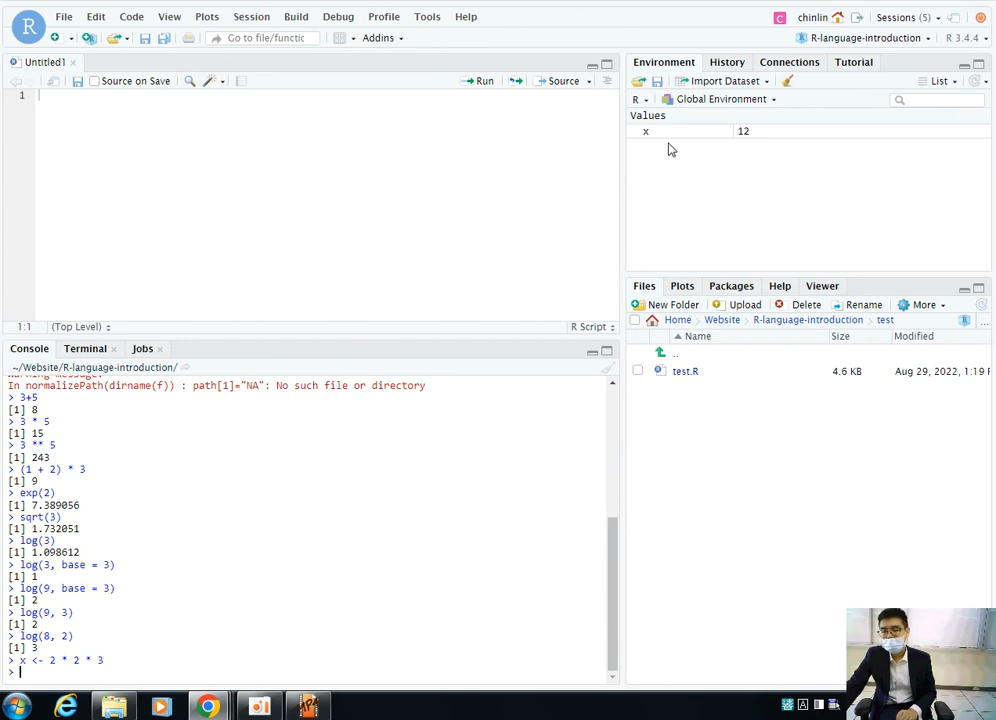 R
File Edit Code View Plots Session Build Debug Profile Tools Help
C chinlin Sessions (5)
Go to file/functic Addins
R-language-introduction R 3.4.4
Untitled1
Source on Save Run Source
1
1:1 (Top Level) R Script
Console Terminal Jobs
~/Website/R-language-introduction/
In normalizePath(dirname(f)) : path[1]="NA": No such file or directory
> 3+5
[1] 8
> 3 * 5
[1] 15
> 3 ** 5
[1] 243
> (1 + 2) * 3
[1] 9
> exp(2)
[1] 7.389056
> sqrt(3)
[1] 1.732051
> log(3)
[1] 1.098612
> log(3, base = 3)
[1] 1
> log(9, base = 3)
[1] 2
> log(9, 3)
[1] 2
> log(8, 2)
[1] 3
> x <- 2 * 2 * 3
>
Environment History Connections Tutorial
Import Dataset List
R Global Environment
Values
x 12
Files Plots Packages Help Viewer
New Folder Upload Delete Rename More
Home Website R-language-introduction test ...
Name Size Modified
..
test.R 4.6 KB Aug 29, 2022, 1:19 P
A